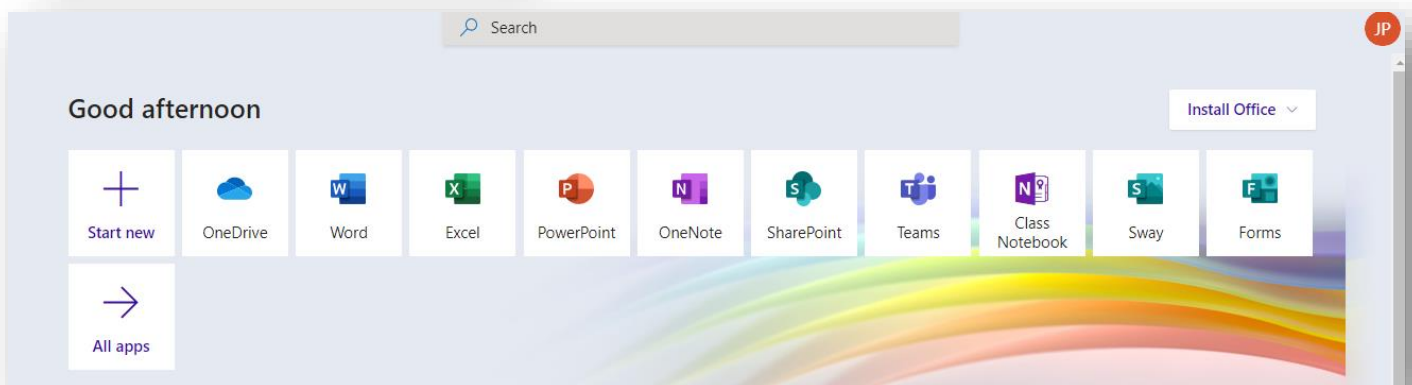 Search
JP
Good afternoon
Install Office
Start new
OneDrive
W
Word
X
Excel
P
PowerPoint
N
OneNote
S
SharePoint
T
Teams
N
Class
Notebook
S
Sway
F
Forms
All apps